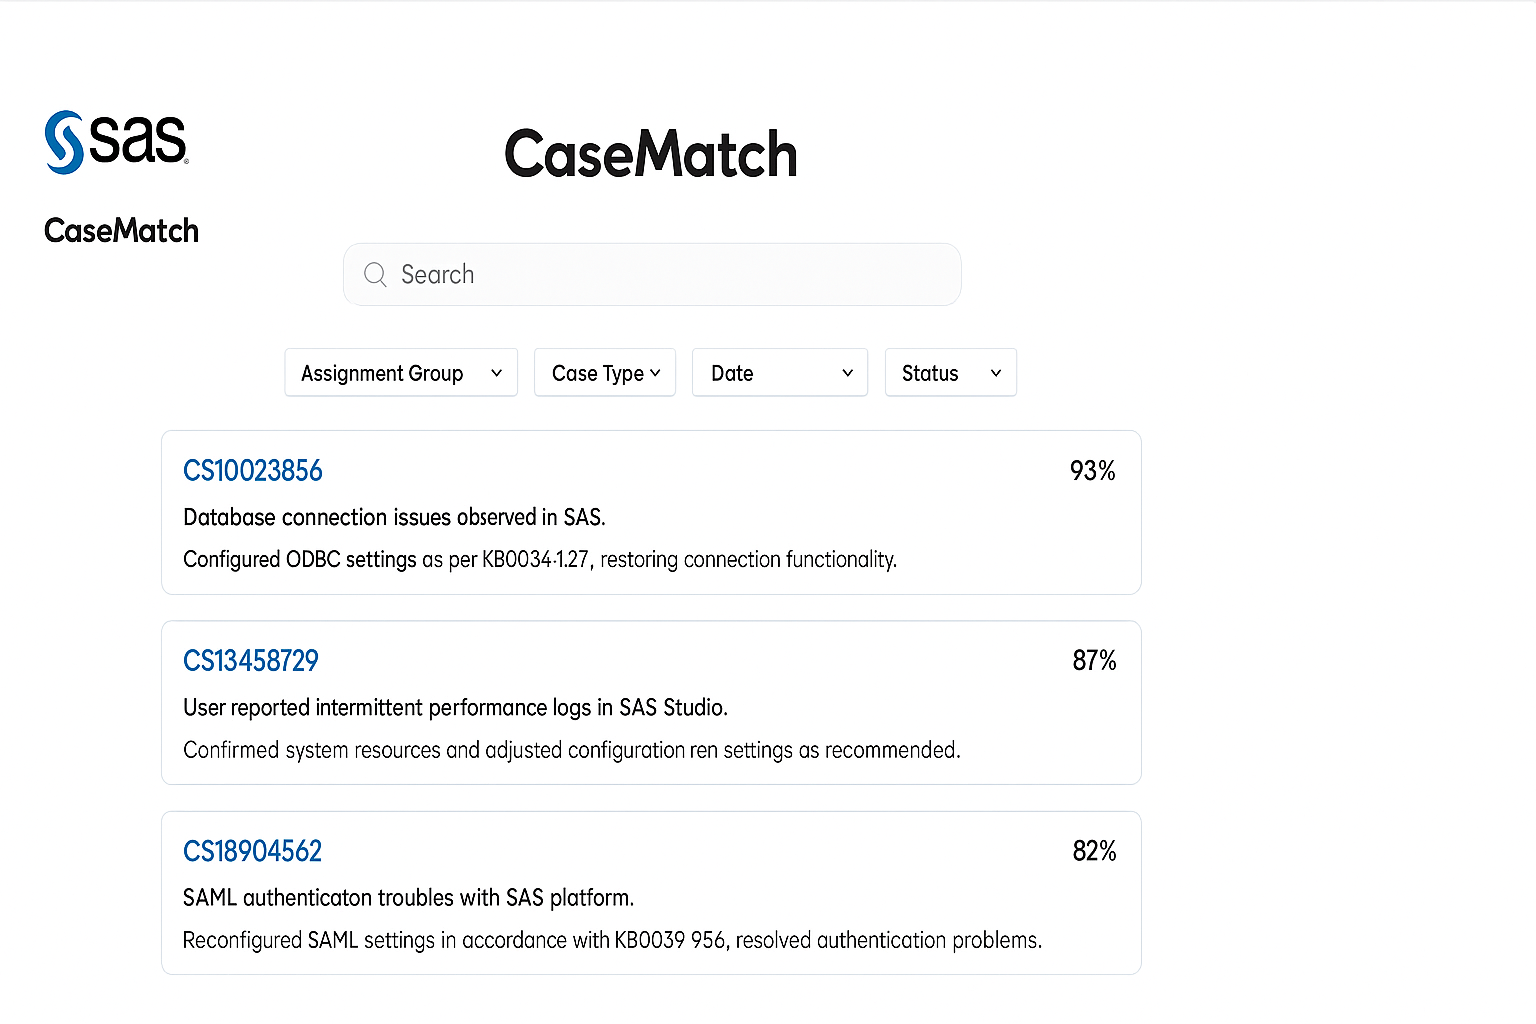 sas
CaseMatch
CaseMatch
Search
Assignment Group Case Type Date Status
CS10023856 93%
Database connection issues observed in SAS.
Configured ODBC settings as per KB0034·1.27, restoring connection functionality.
CS13458729 87%
User reported intermittent performance logs in SAS Studio.
Confirmed system resources and adjusted configuration ren settings as recommended.
CS18904562 82%
SAML authenticaton troubles with SAS platform.
Reconfigured SAML settings in accordance with KB0039 956, resolved authentication problems.